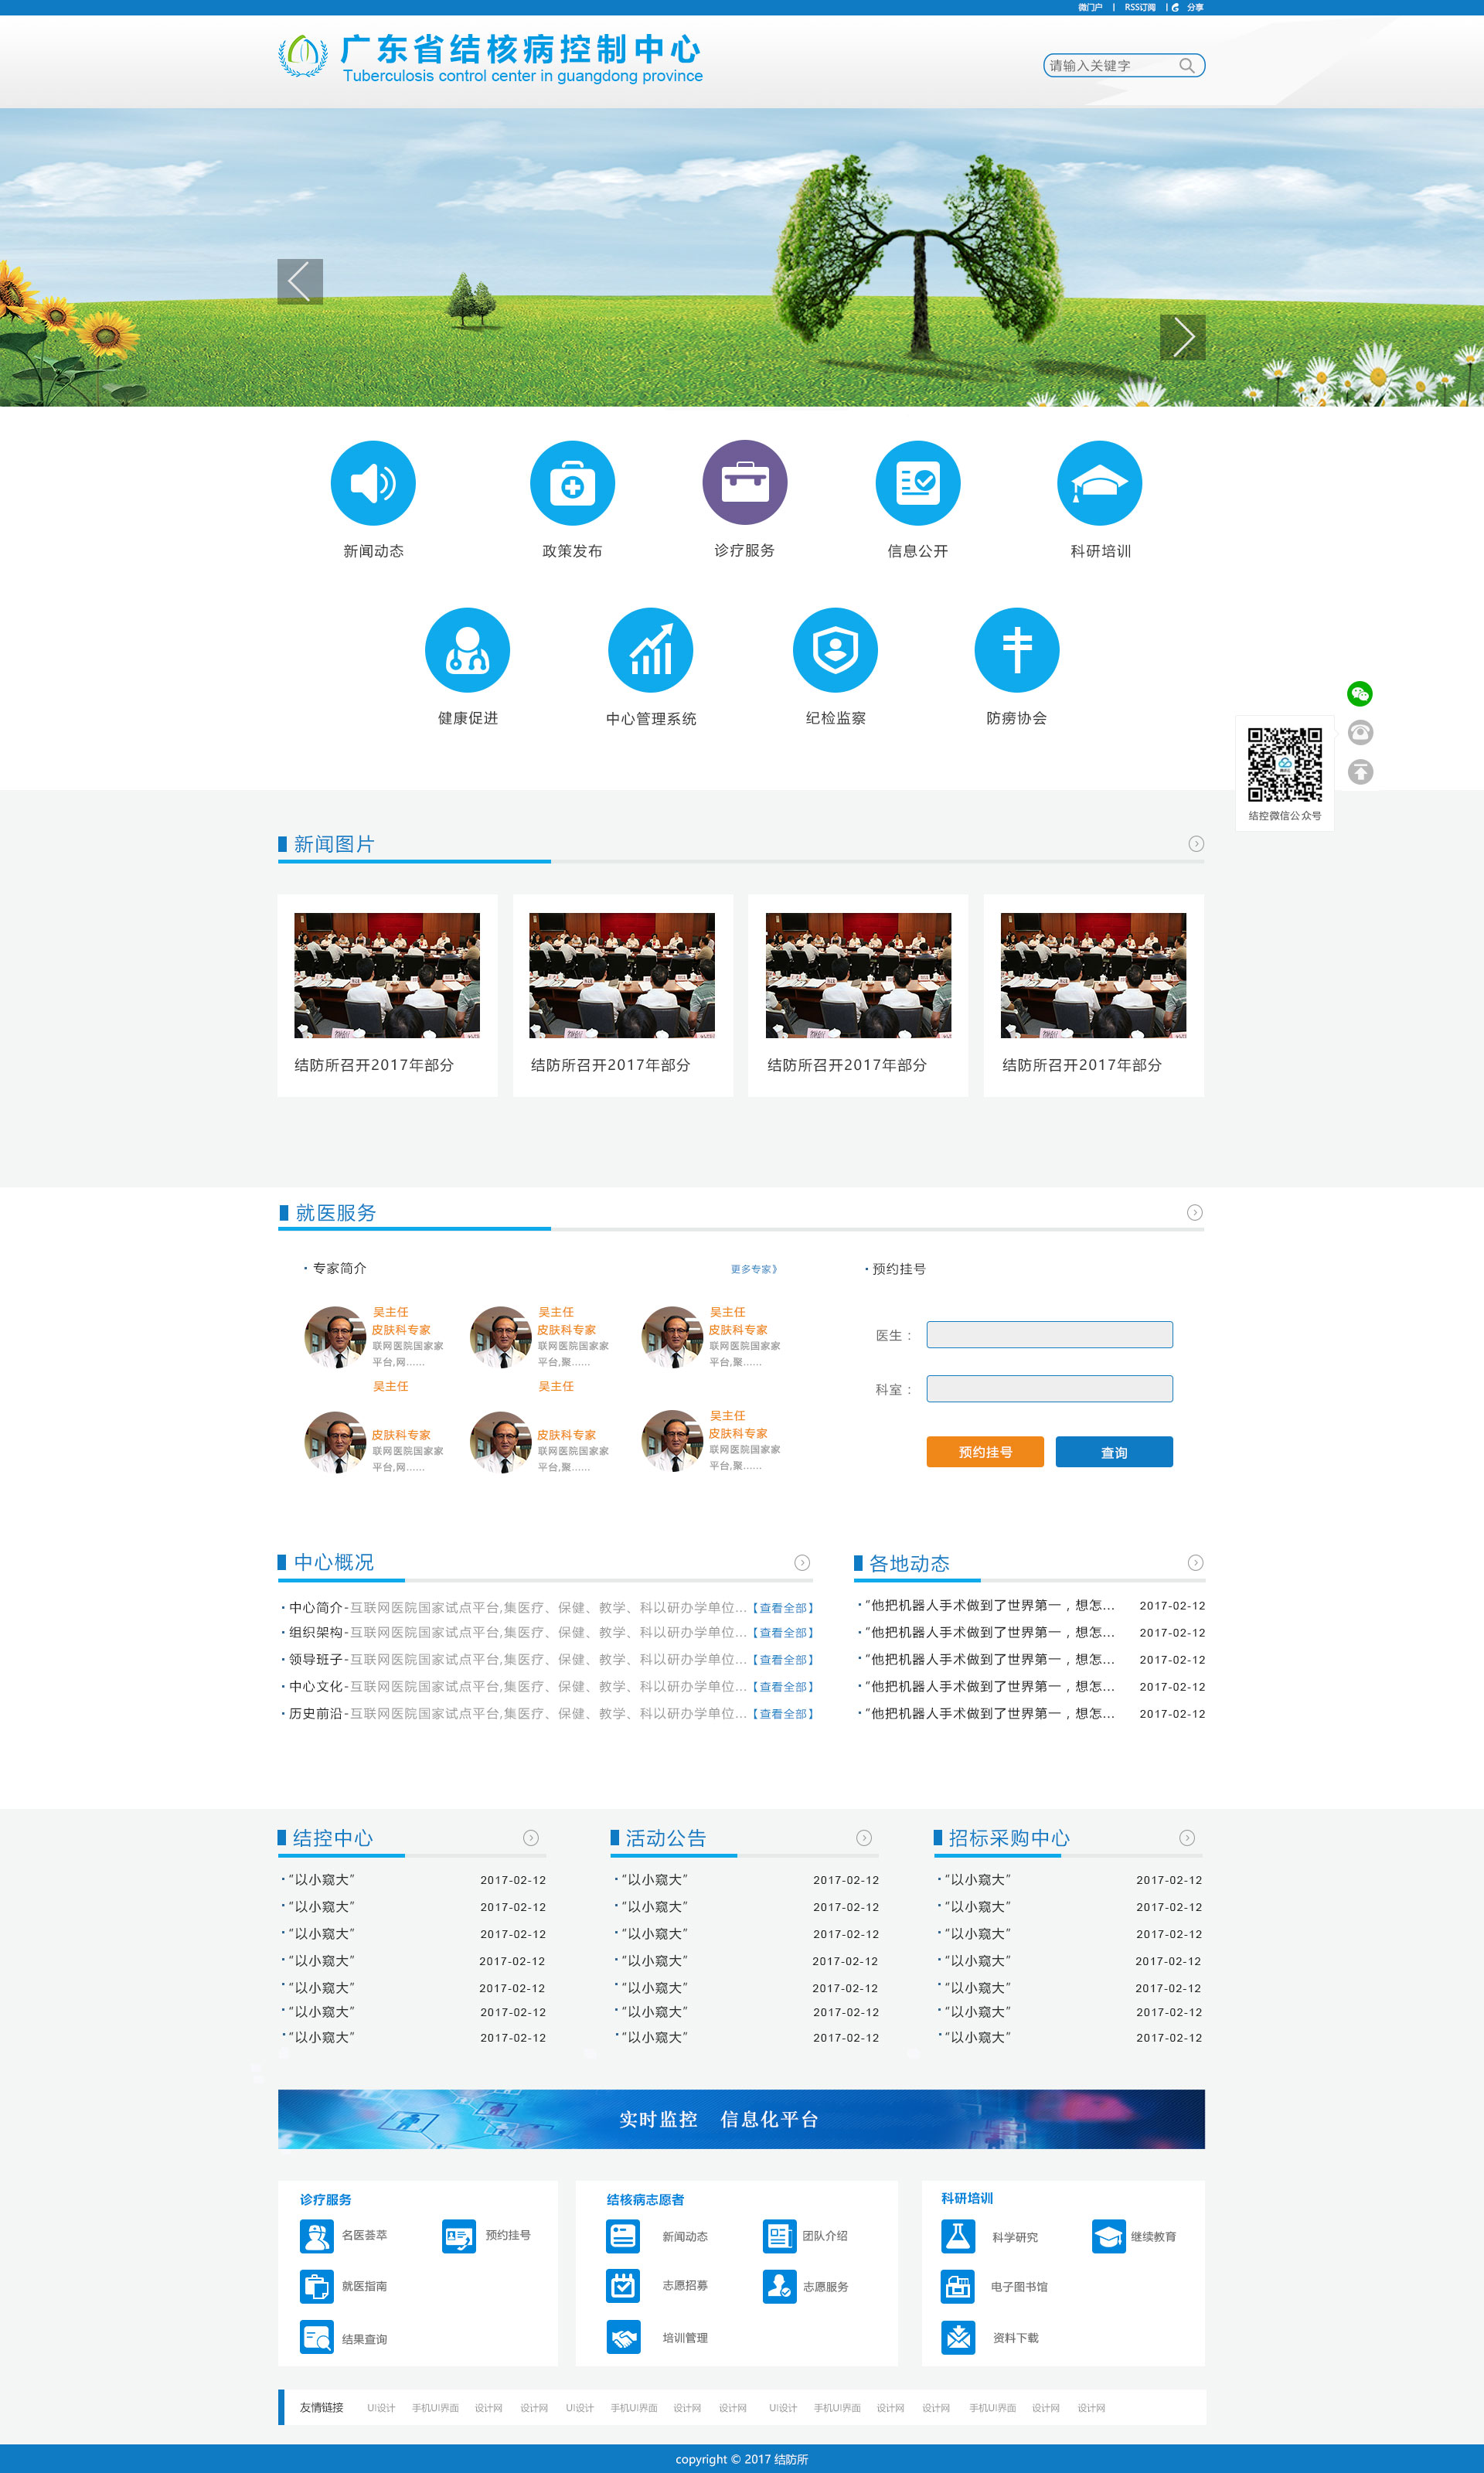 微门户 | RSS订阅 | 分享
广东省结核病控制中心
Tuberculosis control center in guangdong province
请输入关键字
新闻动态 政策发布 诊疗服务 信息公开 科研培训
健康促进 中心管理系统 纪检监察 防痨协会
结控微信公众号
新闻图片
结防所召开2017年部分 结防所召开2017年部分 结防所召开2017年部分 结防所召开2017年部分
就医服务
专家简介 更多专家》 预约挂号
吴主任 吴主任 吴主任
皮肤科专家 皮肤科专家 皮肤科专家
联网医院国家家 联网医院国家家 联网医院国家家
平台,网...... 平台,聚...... 平台,聚......
医生：
吴主任 吴主任
科室：
吴主任
皮肤科专家 皮肤科专家 皮肤科专家
联网医院国家家 联网医院国家家 联网医院国家家
平台,网...... 平台,聚...... 平台,聚......
预约挂号 查询
中心概况 各地动态
中心简介-互联网医院国家试点平台,集医疗、保健、教学、科以研办学单位...【查看全部】 “他把机器人手术做到了世界第一，想怎... 2017-02-12
组织架构-互联网医院国家试点平台,集医疗、保健、教学、科以研办学单位...【查看全部】 “他把机器人手术做到了世界第一，想怎... 2017-02-12
领导班子-互联网医院国家试点平台,集医疗、保健、教学、科以研办学单位...【查看全部】 “他把机器人手术做到了世界第一，想怎... 2017-02-12
中心文化-互联网医院国家试点平台,集医疗、保健、教学、科以研办学单位...【查看全部】 “他把机器人手术做到了世界第一，想怎... 2017-02-12
历史前沿-互联网医院国家试点平台,集医疗、保健、教学、科以研办学单位...【查看全部】 “他把机器人手术做到了世界第一，想怎... 2017-02-12
结控中心 活动公告 招标采购中心
“以小窥大” 2017-02-12 “以小窥大” 2017-02-12 “以小窥大” 2017-02-12
“以小窥大” 2017-02-12 “以小窥大” 2017-02-12 “以小窥大” 2017-02-12
“以小窥大” 2017-02-12 “以小窥大” 2017-02-12 “以小窥大” 2017-02-12
“以小窥大” 2017-02-12 “以小窥大” 2017-02-12 “以小窥大” 2017-02-12
“以小窥大” 2017-02-12 “以小窥大” 2017-02-12 “以小窥大” 2017-02-12
“以小窥大” 2017-02-12 “以小窥大” 2017-02-12 “以小窥大” 2017-02-12
“以小窥大” 2017-02-12 “以小窥大” 2017-02-12 “以小窥大” 2017-02-12
实时监控 信息化平台
诊疗服务 结核病志愿者 科研培训
名医荟萃 预约挂号 新闻动态 团队介绍 科学研究 继续教育
就医指南 志愿招募 志愿服务 电子图书馆
结果查询 培训管理 资料下载
友情链接 UI设计 手机UI界面 设计网 设计网 UI设计 手机UI界面 设计网 设计网 UI设计 手机UI界面 设计网 设计网 手机UI界面 设计网 设计网
copyright © 2017 结防所